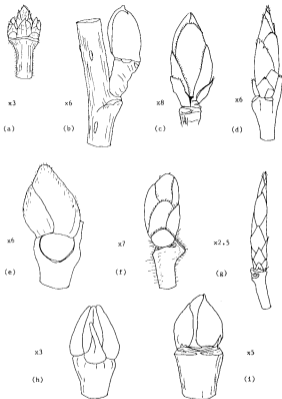 x3 x6 x8 x6
(a) (b) (c) (d)
x6 x7 x2.5
(e) (f) (g)
x3 x5
(h) (i)